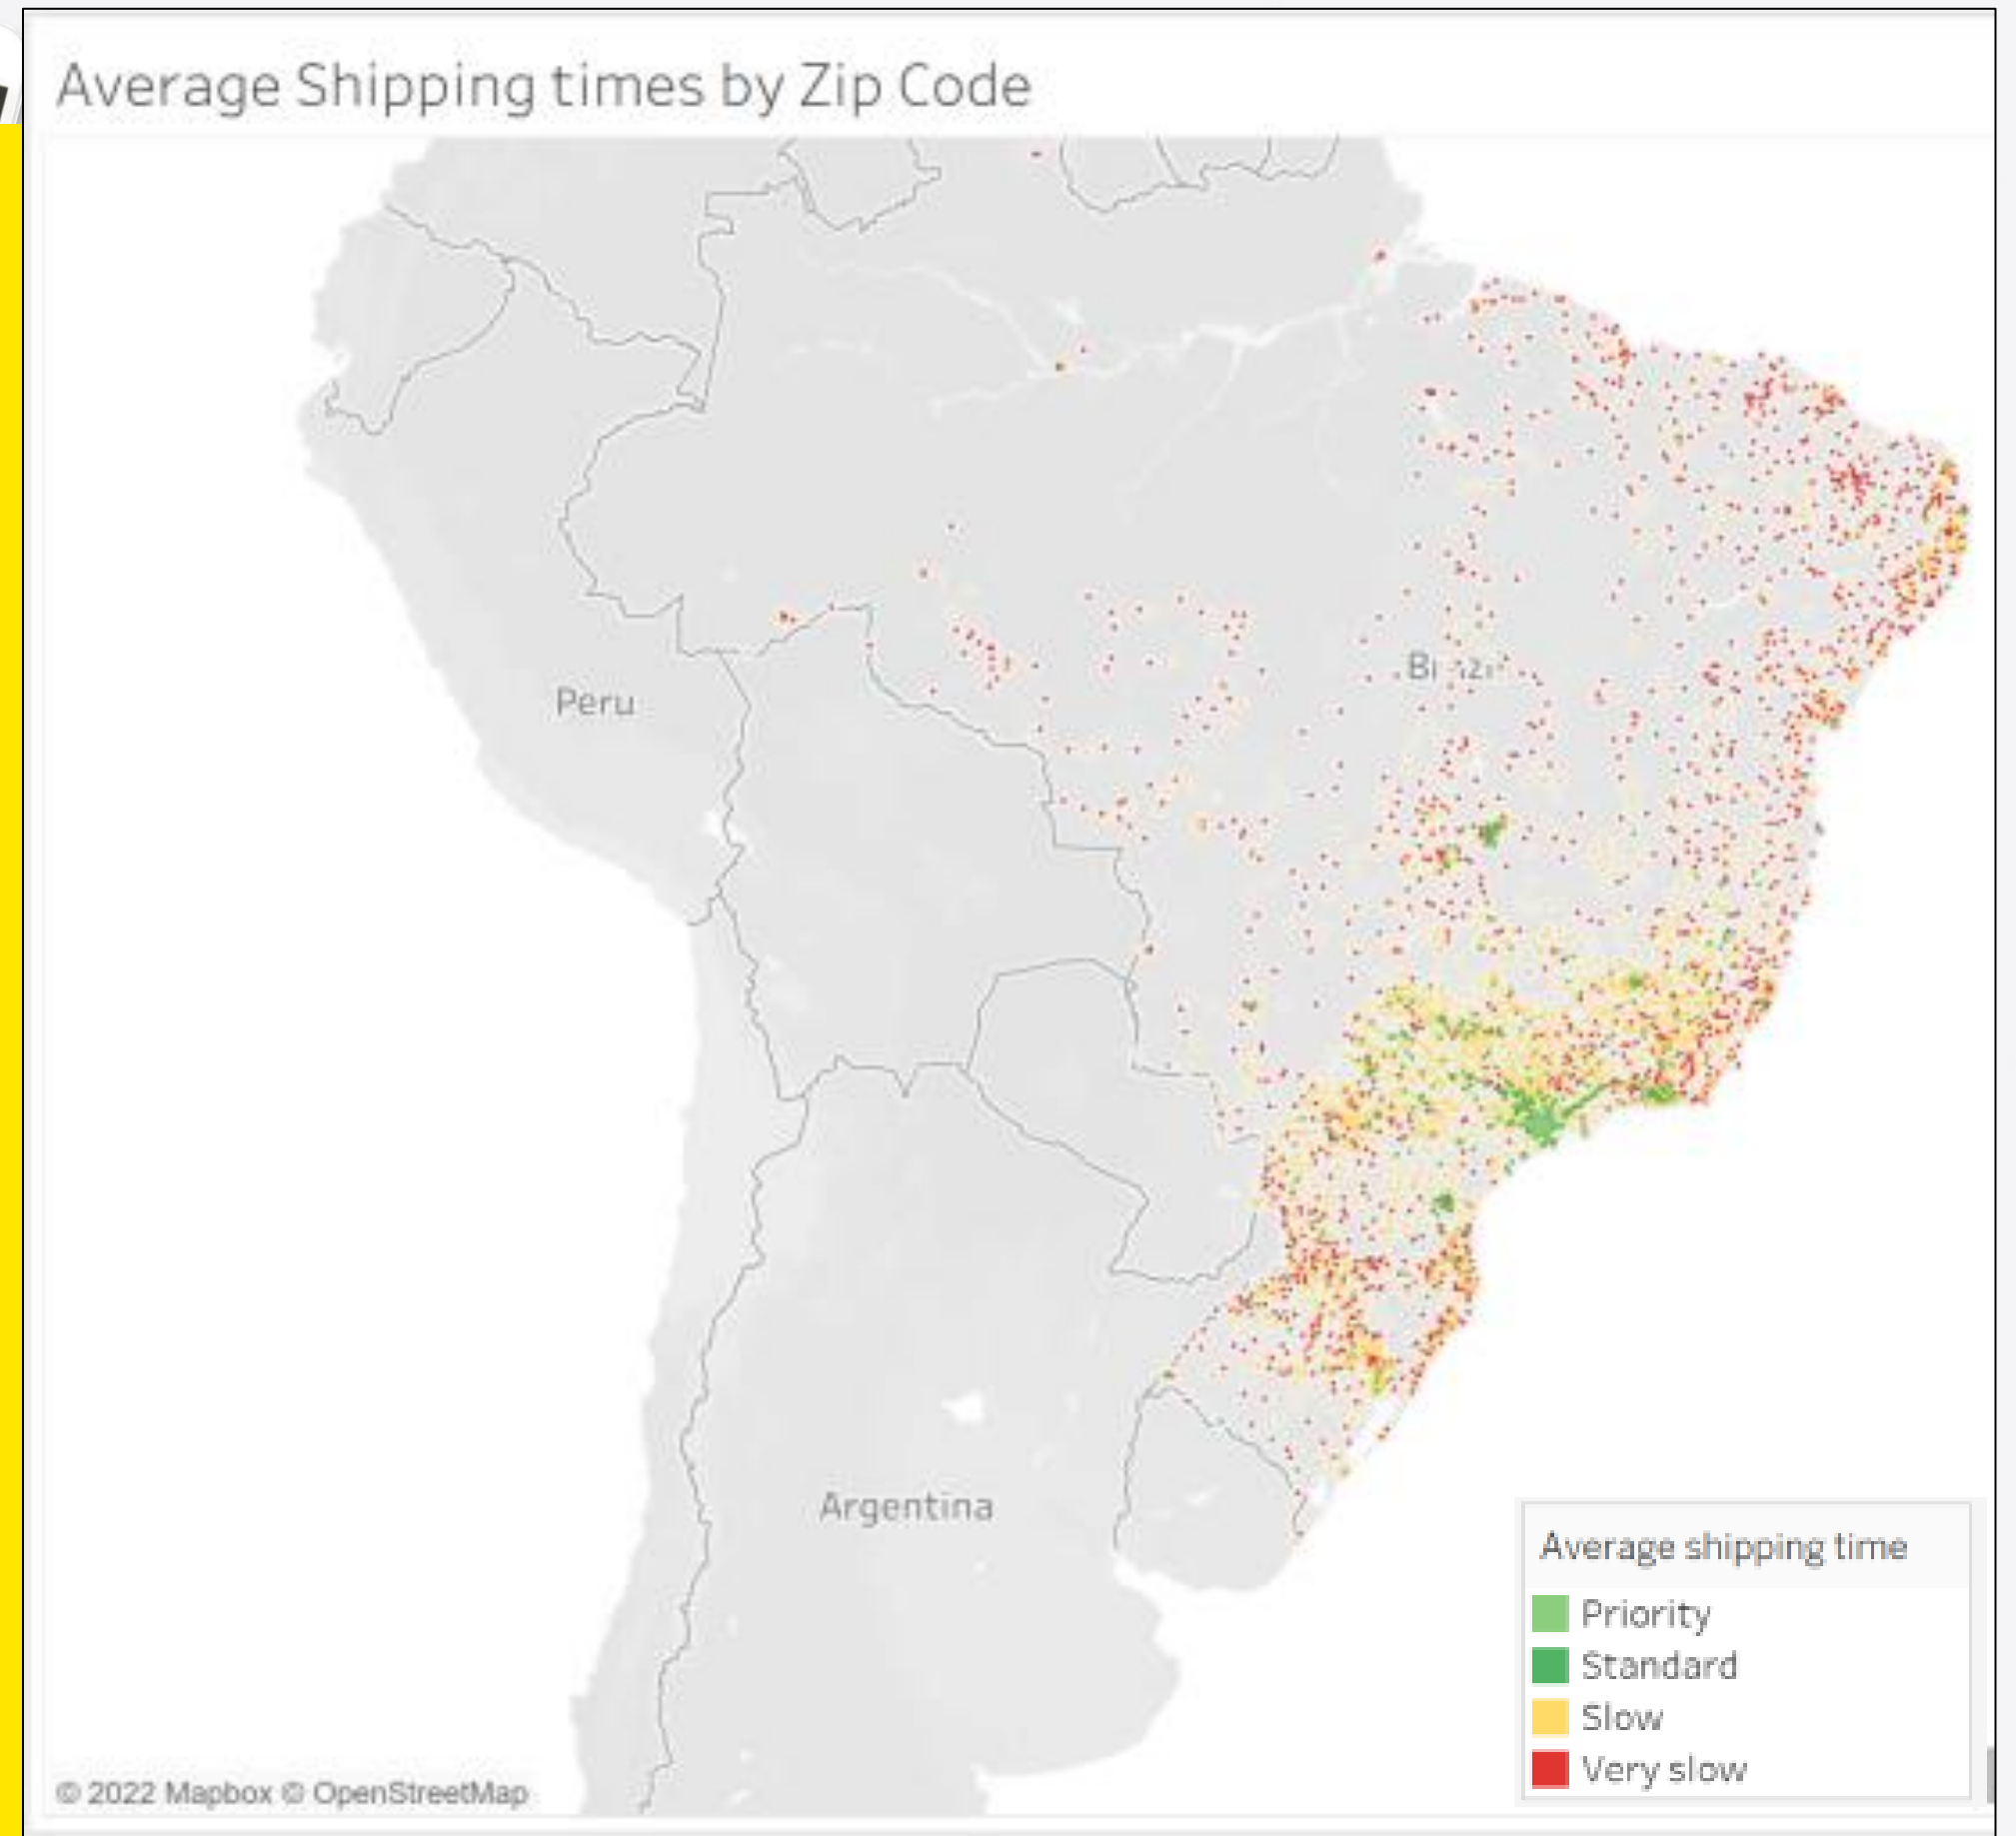 Average Shipping times by Zip Code
Peru
Argentina
Average shipping time
Priority
Standard
Slow
Very slow
© 2022 Mapbox © OpenStreetMap